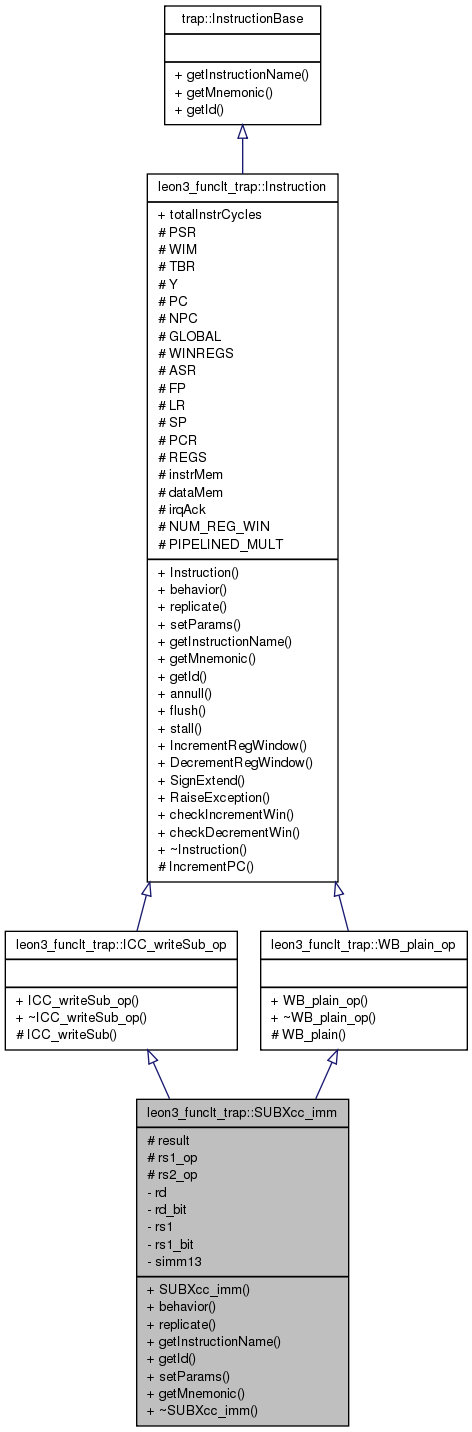 trap::InstructionBase
+ getInstructionName()
+ getMnemonic()
+ getId()
leon3_funclt_trap::Instruction
+ totalInstrCycles
# PSR
# WIM
# TBR
# Y
# PC
# NPC
# GLOBAL
# WINREGS
# ASR
# FP
# LR
# SP
# PCR
# REGS
# instrMem
# dataMem
# irqAck
# NUM_REG_WIN
# PIPELINED_MULT
+ Instruction()
+ behavior()
+ replicate()
+ setParams()
+ getInstructionName()
+ getMnemonic()
+ getId()
+ annull()
+ flush()
+ stall()
+ IncrementRegWindow()
+ DecrementRegWindow()
+ SignExtend()
+ RaiseException()
+ checkIncrementWin()
+ checkDecrementWin()
+ ~Instruction()
# IncrementPC()
leon3_funclt_trap::ICC_writeSub_op
+ ICC_writeSub_op()
+ ~ICC_writeSub_op()
# ICC_writeSub()
leon3_funclt_trap::WB_plain_op
+ WB_plain_op()
+ ~WB_plain_op()
# WB_plain()
leon3_funclt_trap::SUBXcc_imm
# result
# rs1_op
# rs2_op
- rd
- rd_bit
- rs1
- rs1_bit
- simm13
+ SUBXcc_imm()
+ behavior()
+ replicate()
+ getInstructionName()
+ getId()
+ setParams()
+ getMnemonic()
+ ~SUBXcc_imm()